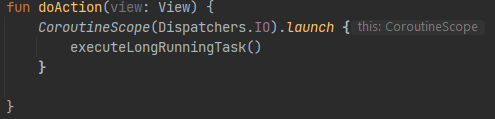 fun doAction(view: View) {
CoroutineScope(Dispatchers.IO).launch { this: CoroutineScope
executeLongRunningTask()
}
}